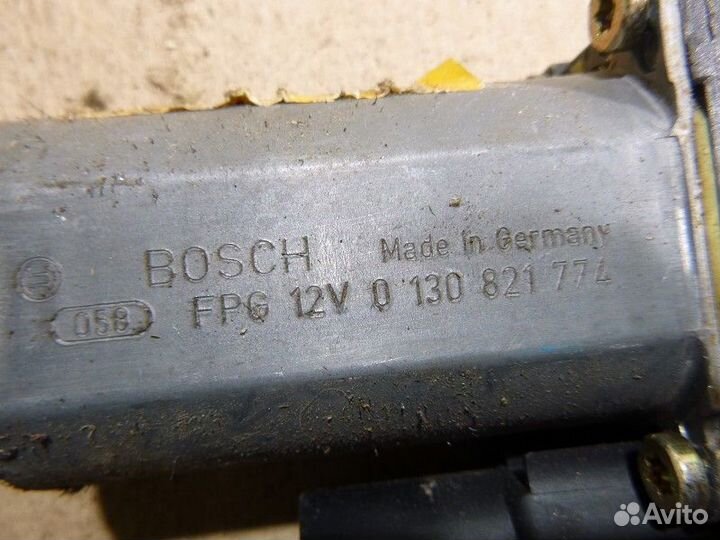 BOSCH Made in Germany
058 FPG 12V 0 130 821 774
Avito